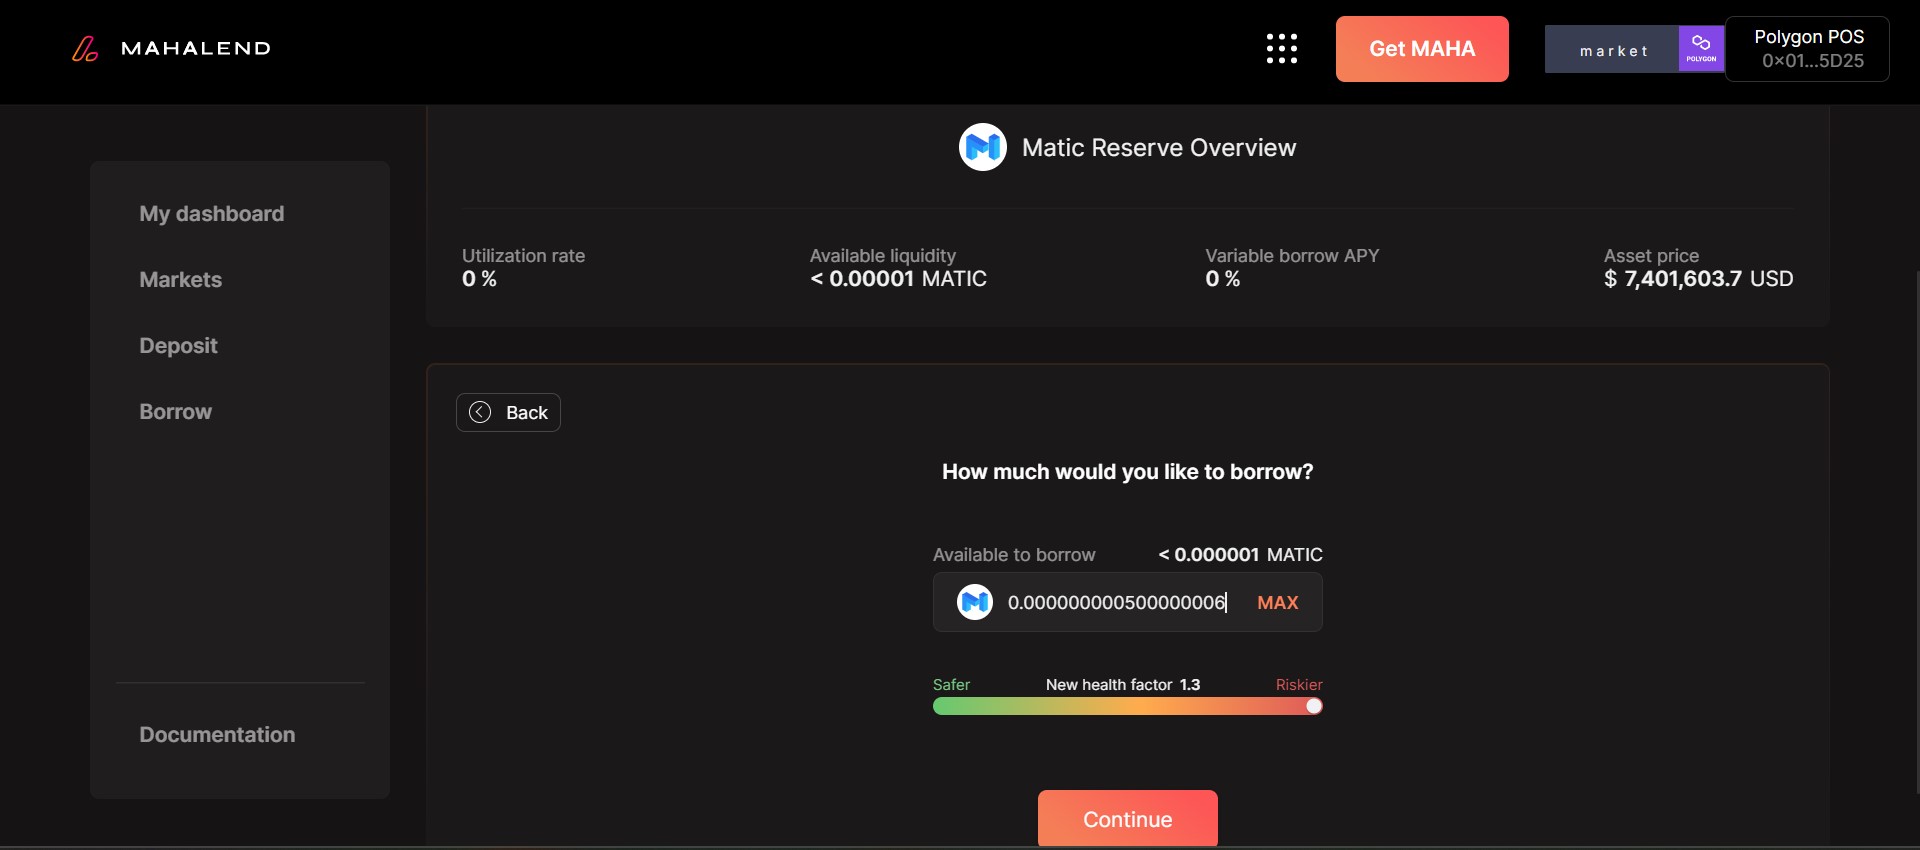 MAHALEND
Get MAHA
market
POLYGON
Polygon POS
0×01...5D25
My dashboard
Markets
Deposit
Borrow
Documentation
Matic Reserve Overview
Utilization rate
0 %
Available liquidity
< 0.00001 MATIC
Variable borrow APY
0 %
Asset price
$ 7,401,603.7 USD
Back
How much would you like to borrow?
Available to borrow < 0.000001 MATIC
0.000000000500000006 MAX
Safer New health factor 1.3 Riskier
Continue